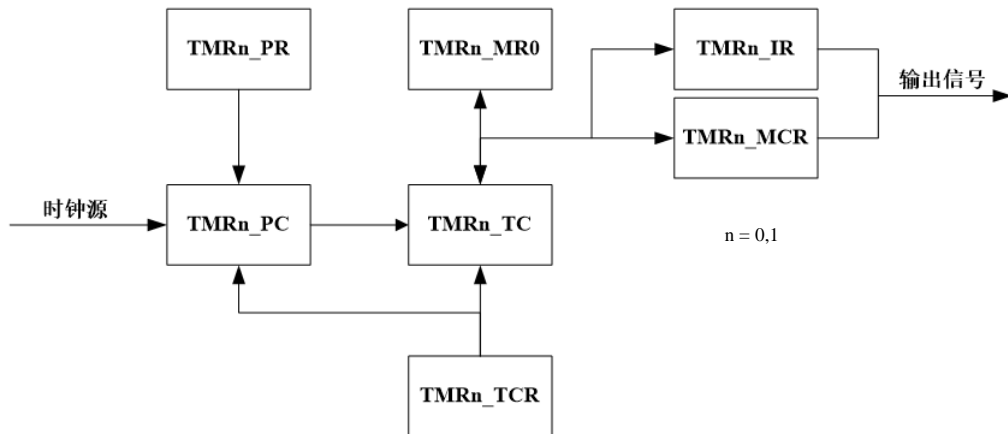 TMRn_PR
TMRn_MR0
TMRn_IR
输出信号
TMRn_MCR
时钟源
TMRn_PC
TMRn_TC
n = 0,1
TMRn_TCR